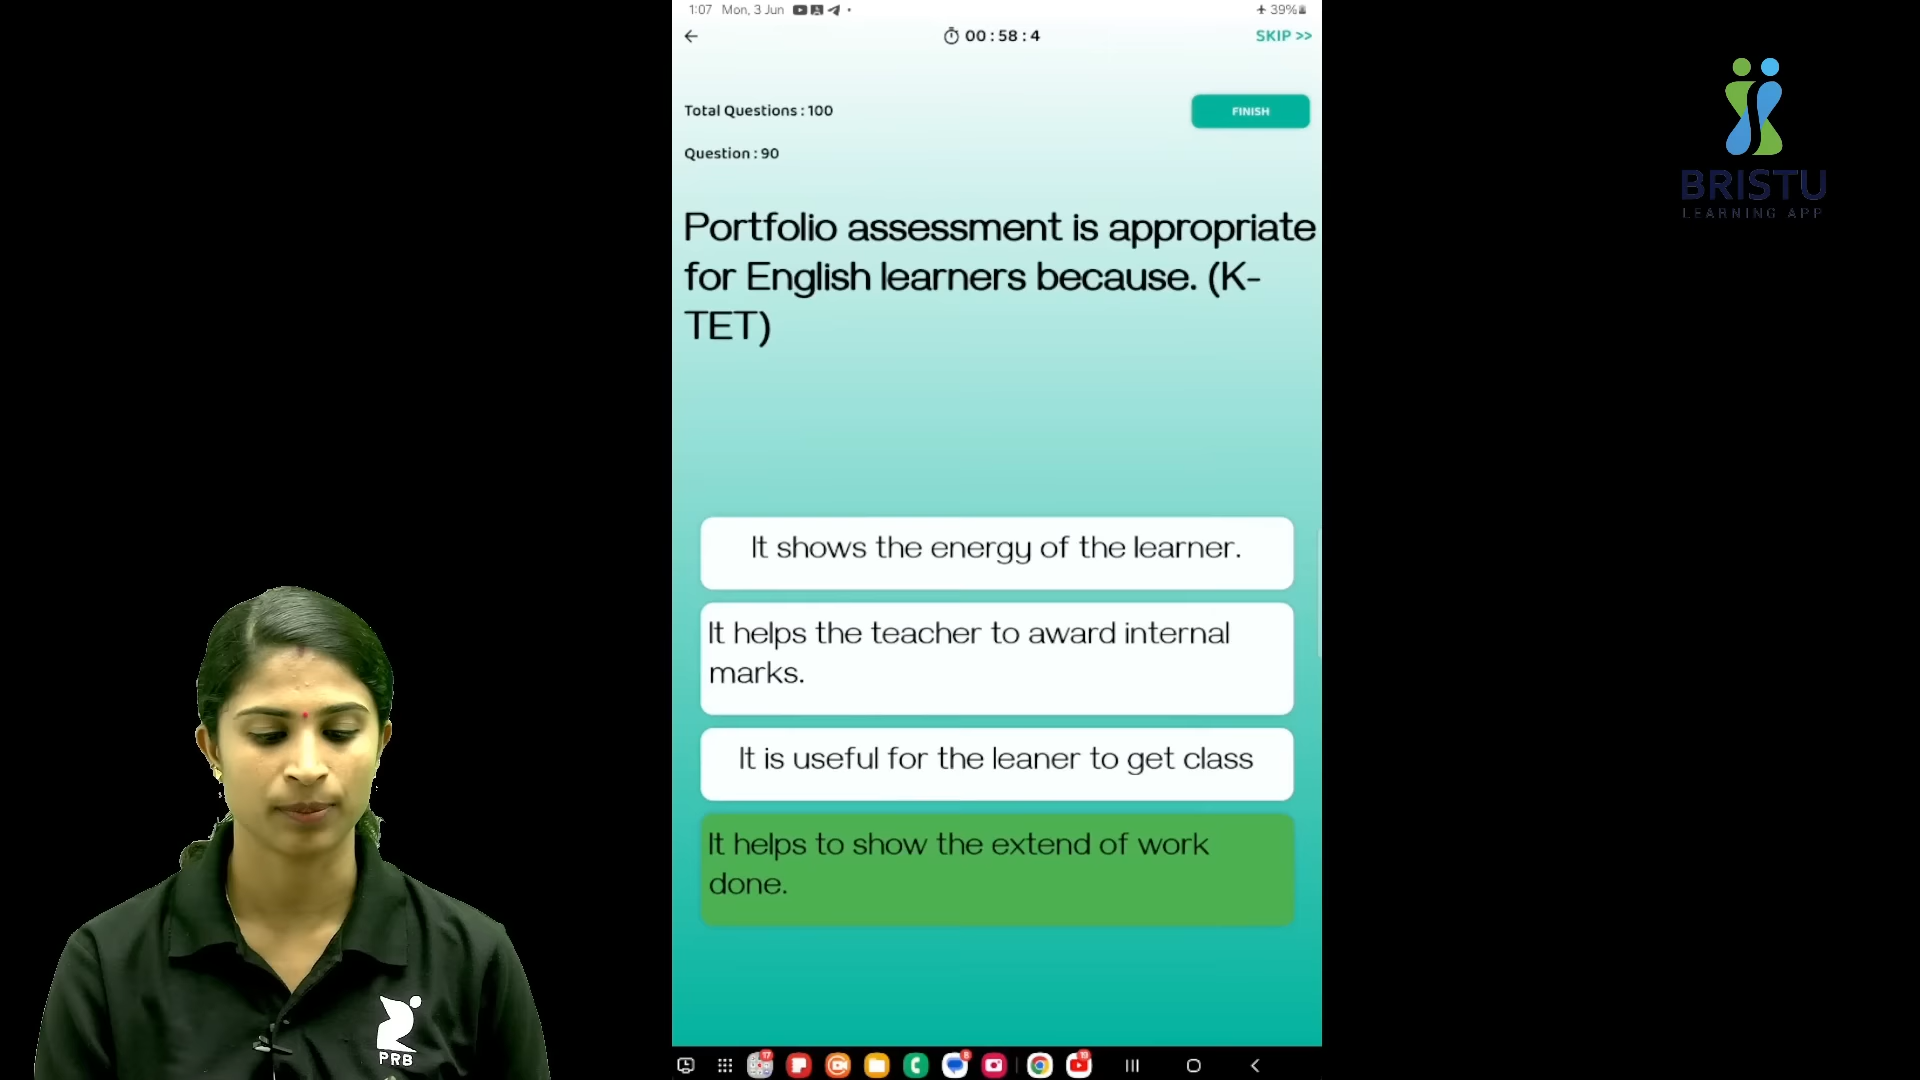 1:07 Mon, 3 Jun
39%
00 : 58 : 4
SKIP >>
Total Questions : 100
FINISH
Question : 90
Portfolio assessment is appropriate
for English learners because. (K-
TET)
It shows the energy of the learner.
It helps the teacher to award internal
marks.
It is useful for the leaner to get class
It helps to show the extend of work
done.
BRISTU
LEARNING APP
PRB
17